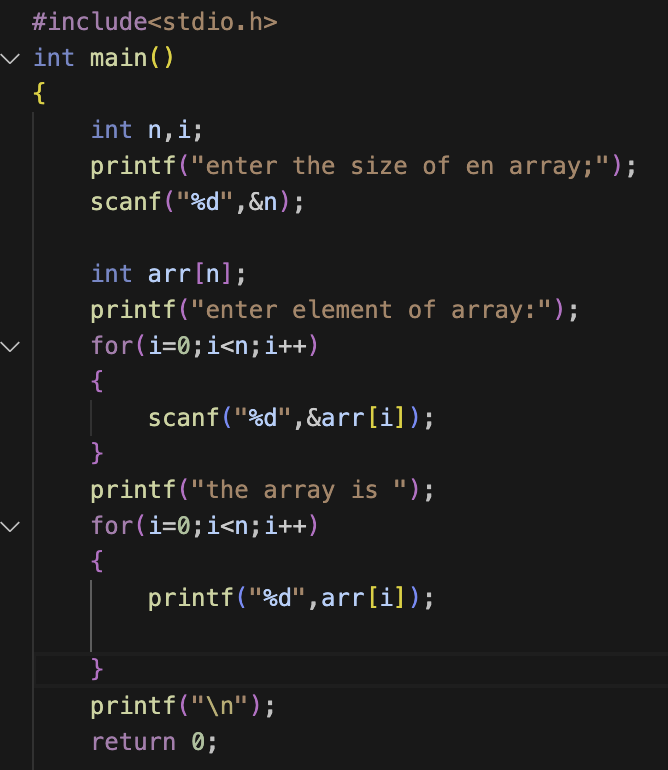 #include<stdio.h>
int main()
{
    int n,i;
    printf("enter the size of en array;");
    scanf("%d",&n);

    int arr[n];
    printf("enter element of array:");
    for(i=0;i<n;i++)
    {
        scanf("%d",&arr[i]);
    }
    printf("the array is ");
    for(i=0;i<n;i++)
    {
        printf("%d",arr[i]);

    }
    printf("\n");
    return 0;